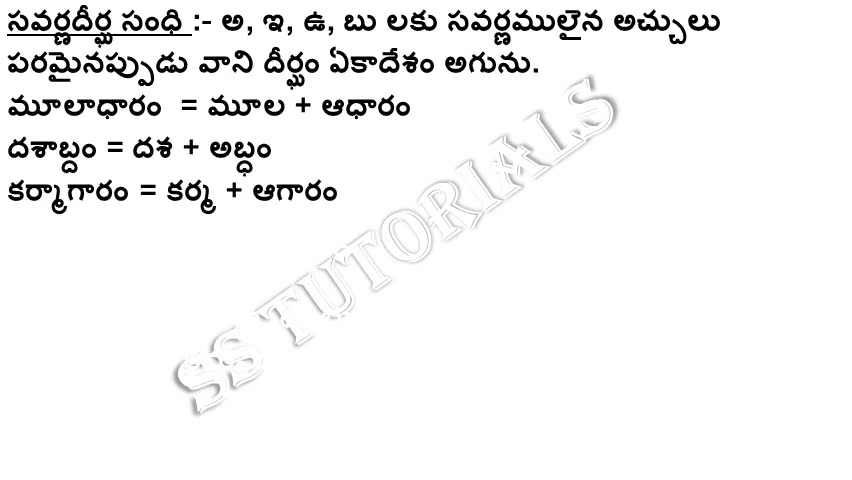 సవర్ణదీర్ఘ సంధి :- అ, ఇ, ఉ, బు లకు సవర్ణములైన అచ్చులు
పరమైనప్పుడు వాని దీర్ఘం ఏకాదేశం అగును.
మూలాధారం = మూల + ఆధారం
దశాబ్దం = దశ + అబ్ధం
కర్మాగారం = కర్మ + ఆగారం
SS TUTORIALS